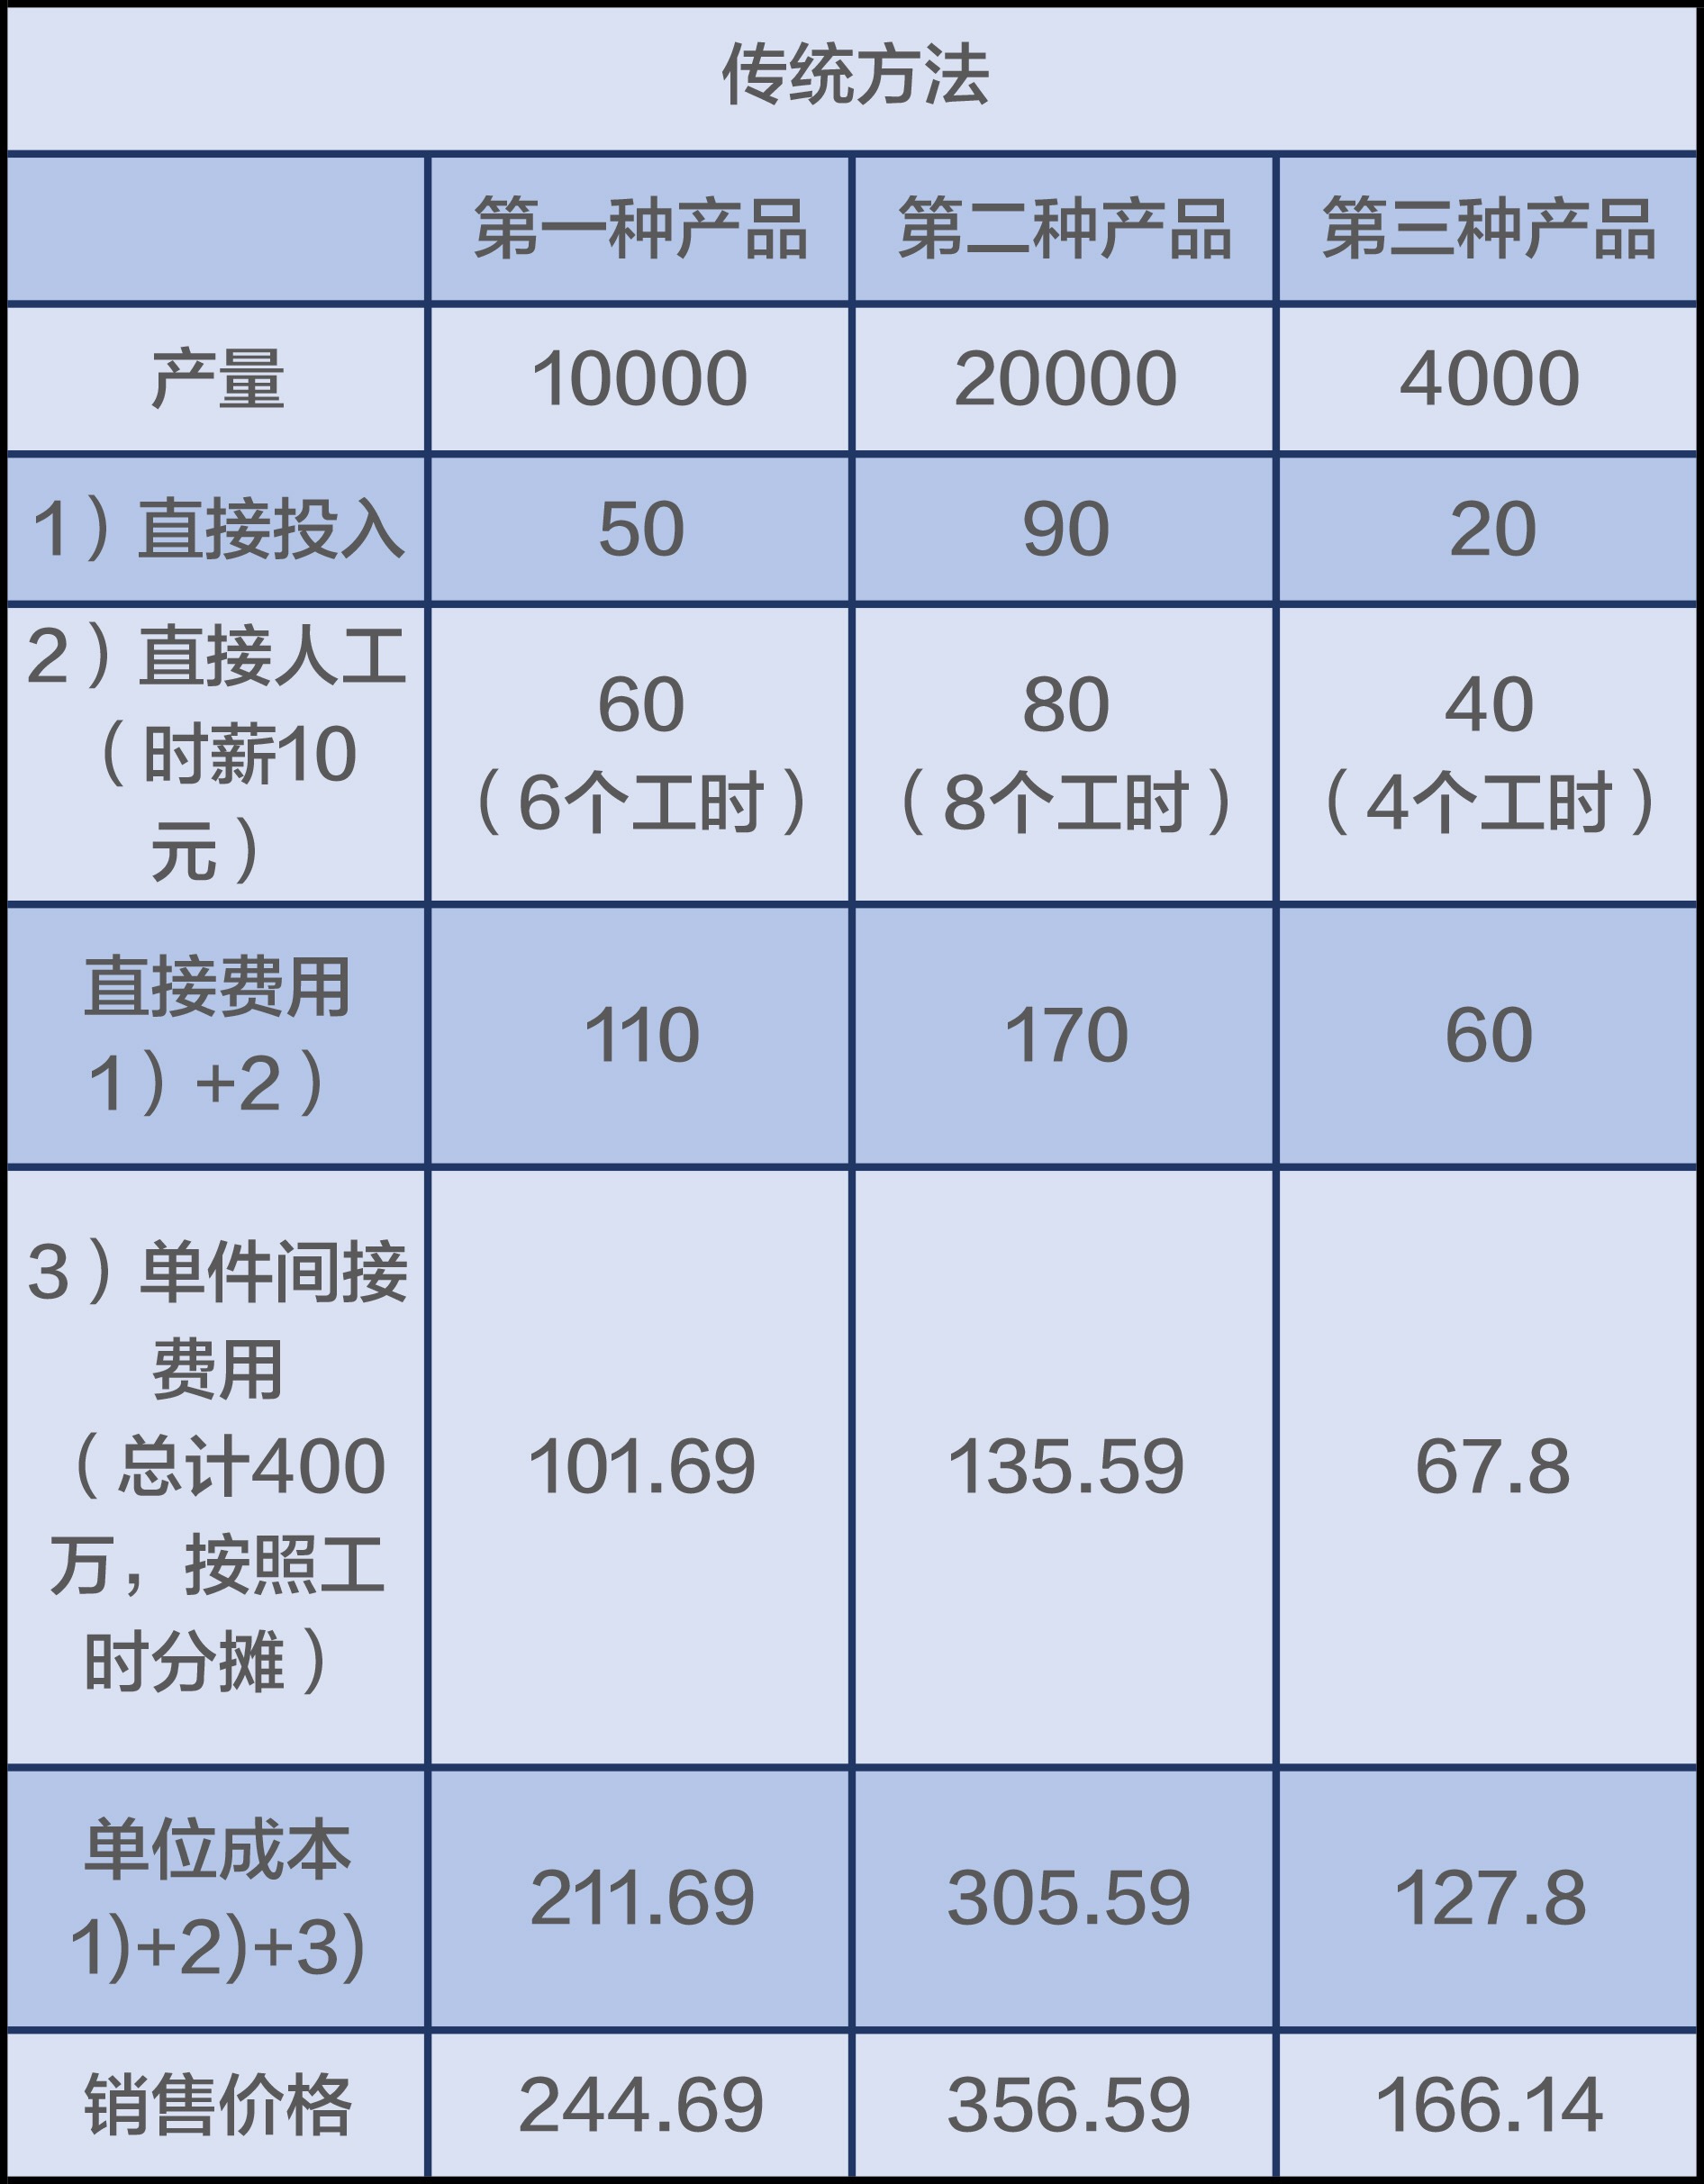 传统方法
第一种产品 第二种产品 第三种产品
产量 10000 20000 4000
1）直接投入 50 90 20
2）直接人工
（时薪10
元）
60
（6个工时）
80
（8个工时）
40
（4个工时）
直接费用
1）+2）
110 170 60
3）单件间接
费用
（总计400
万，按照工
时分摊）
101.69 135.59 67.8
单位成本
1)+2)+3)
211.69 305.59 127.8
销售价格 244.69 356.59 166.14